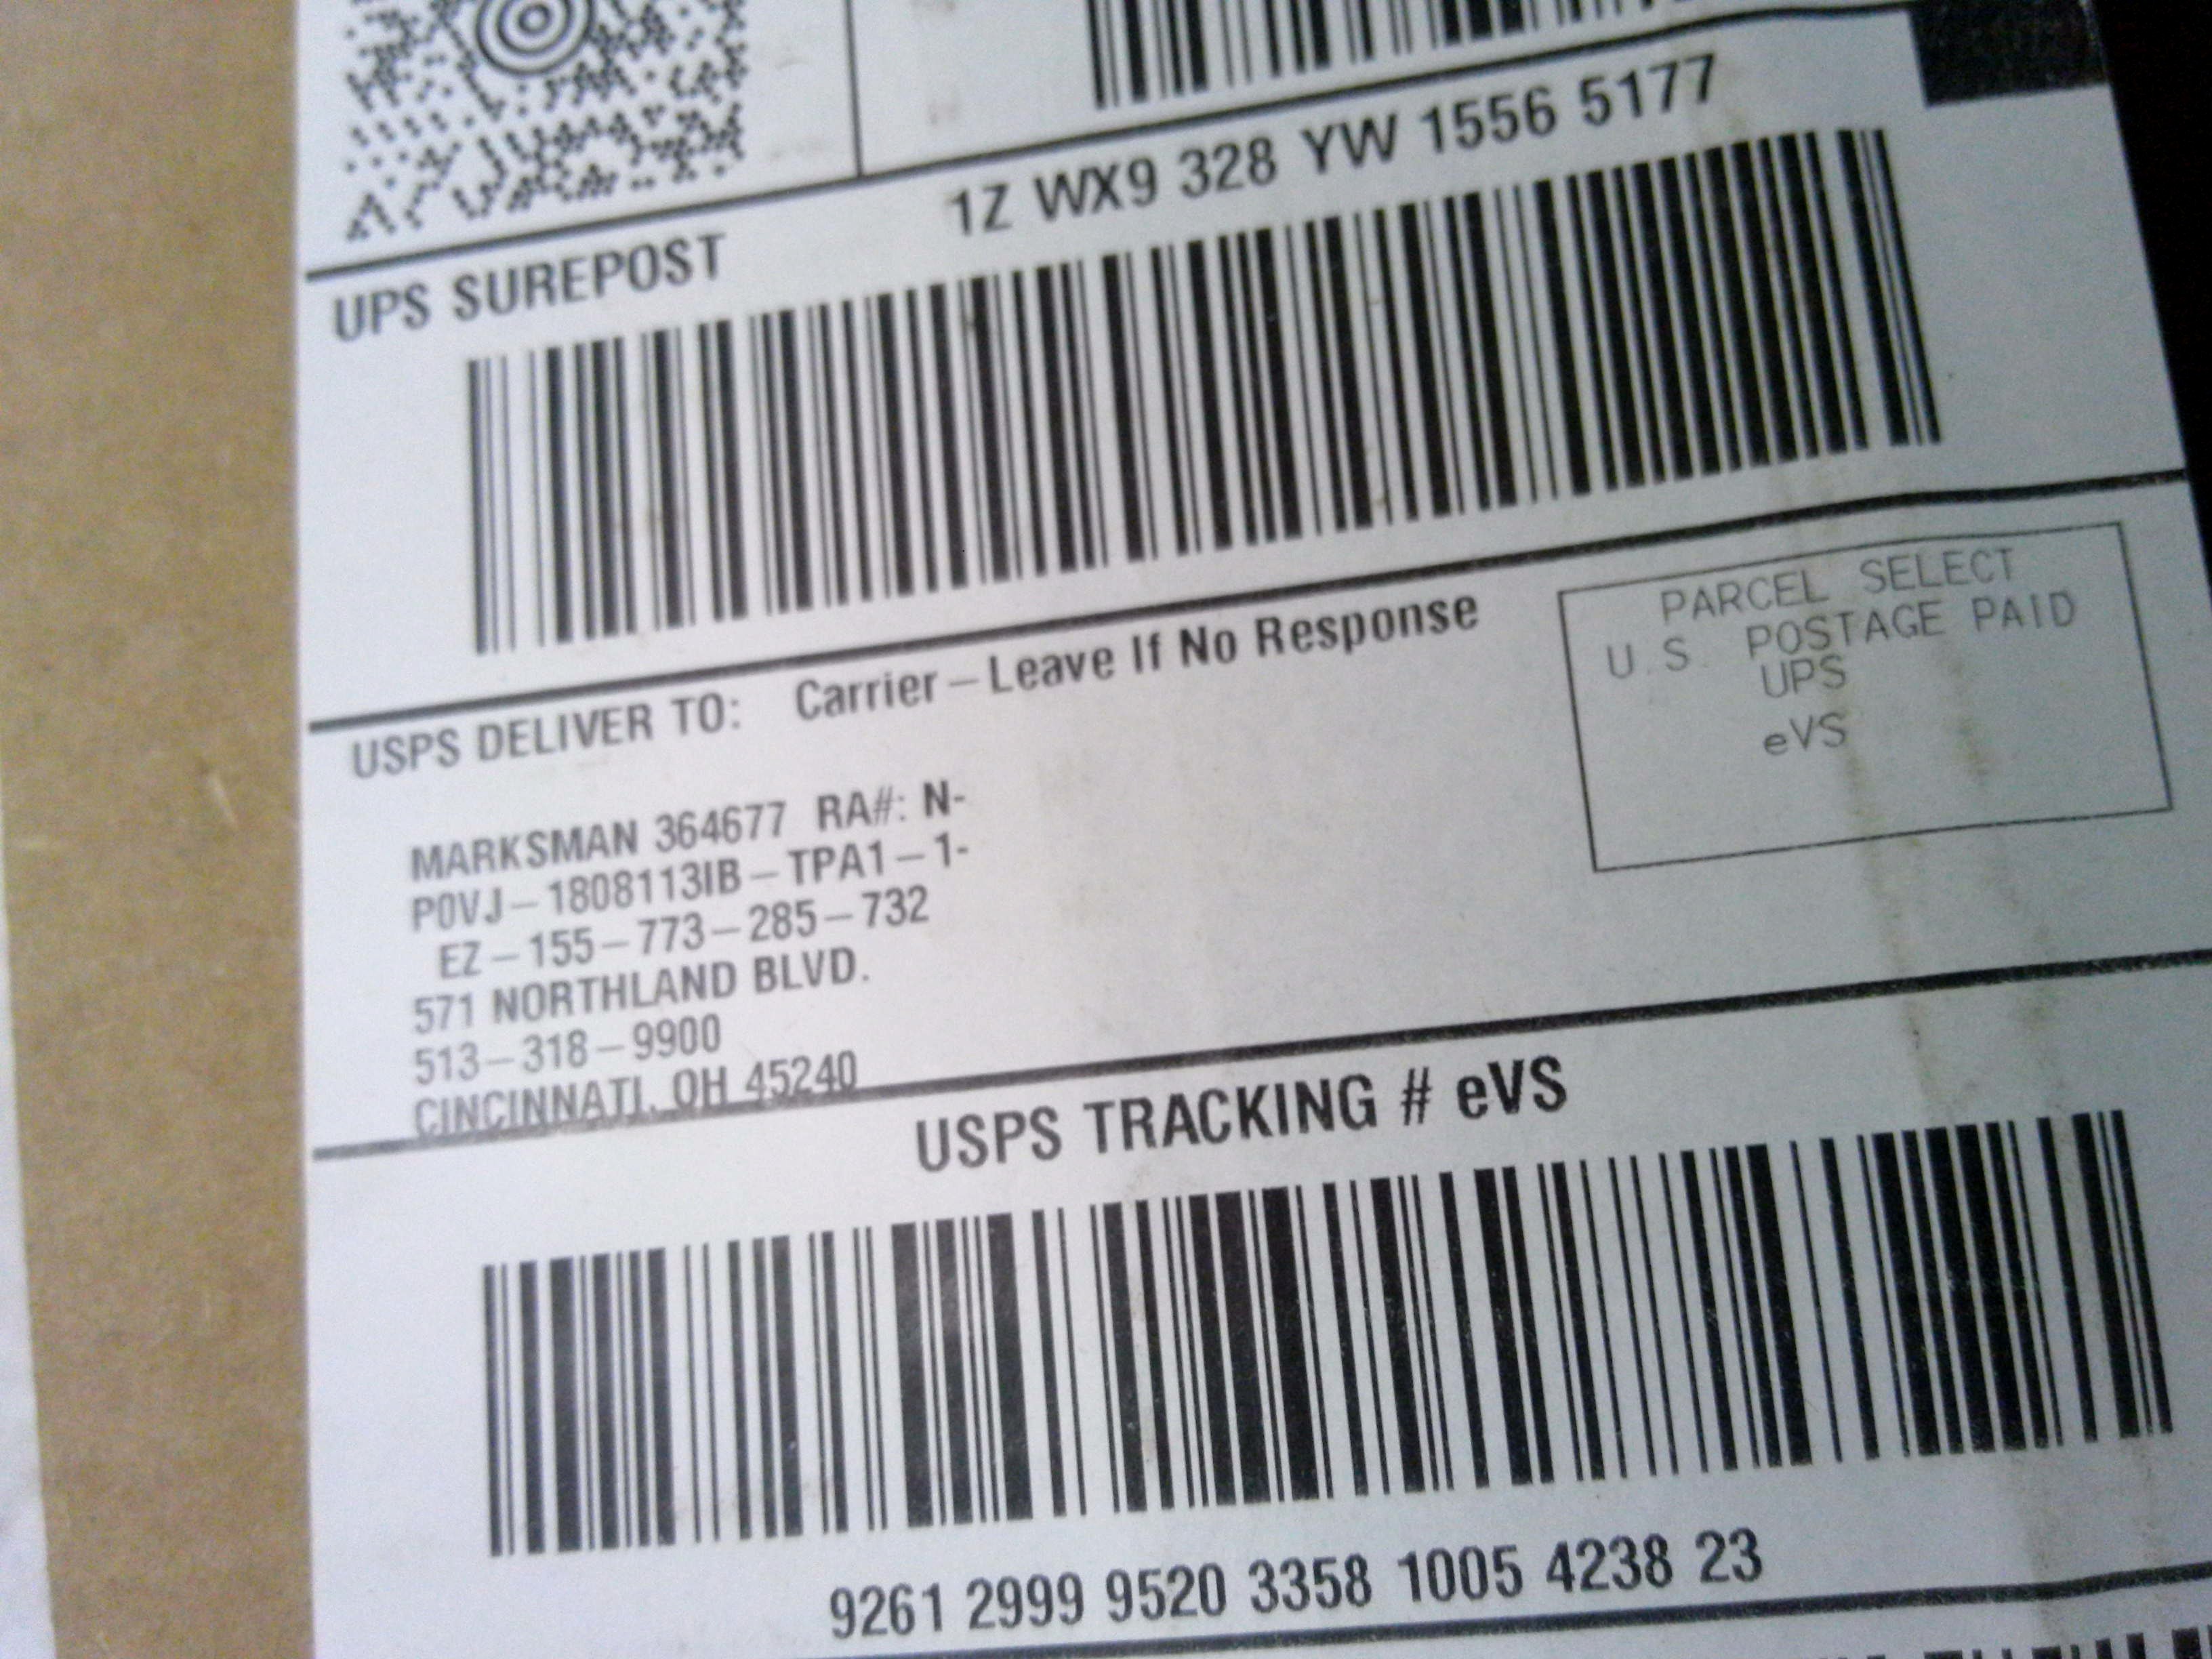 1Z WX9 328 YW 1556 5177
UPS SUREPOST
USPS DELIVER TO: Carrier – Leave If No Response
PARCEL SELECT
U.S. POSTAGE PAID
UPS
eVS
MARKSMAN 364677 RA#: N-
P0VJ – 1808113IB – TPA1 – 1-
EZ – 155 – 773 – 285 – 732
571 NORTHLAND BLVD.
513 – 318 – 9900
CINCINNATI, OH 45240
USPS TRACKING # eVS
9261 2999 9520 3358 1005 4238 23